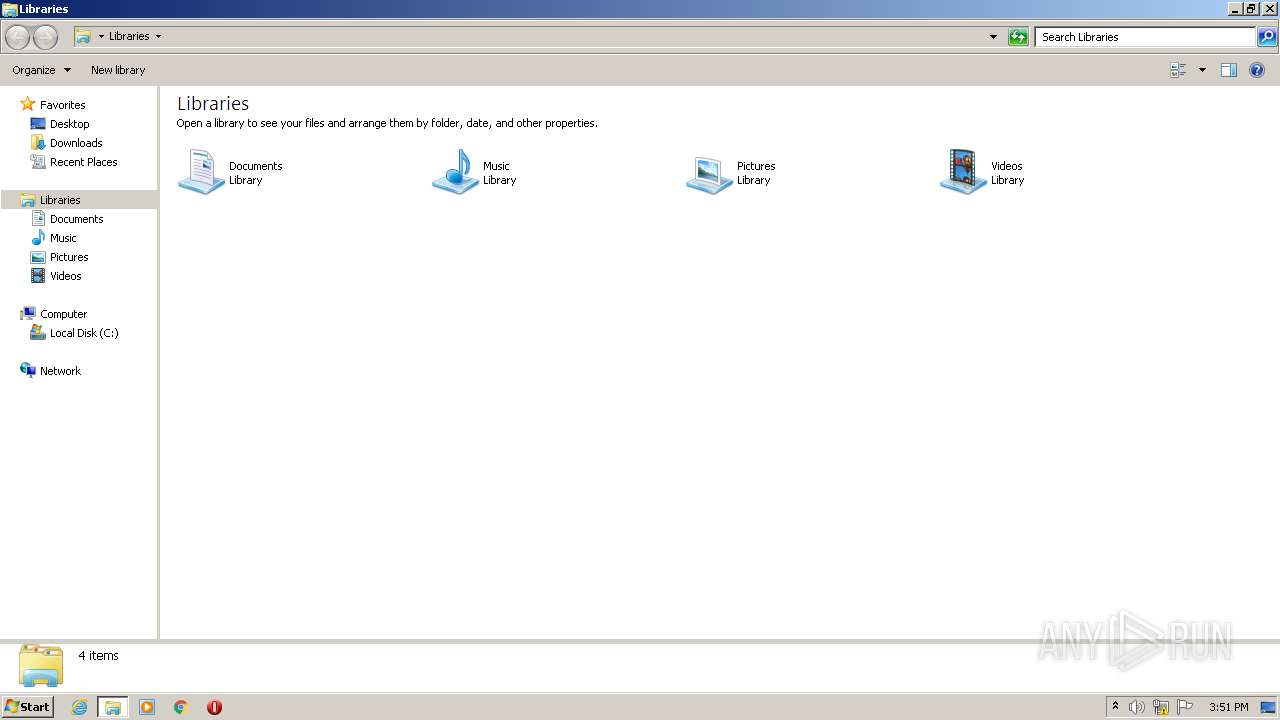 Libraries
Libraries
Search Libraries
Organize
New library
Favorites
Desktop
Downloads
Recent Places
Libraries
Documents
Music
Pictures
Videos
Computer
Local Disk (C:)
Network
Libraries
Open a library to see your files and arrange them by folder, date, and other properties.
Documents
Library
Music
Library
Pictures
Library
Videos
Library
4 items
ANY RUN
Start
3:51 PM